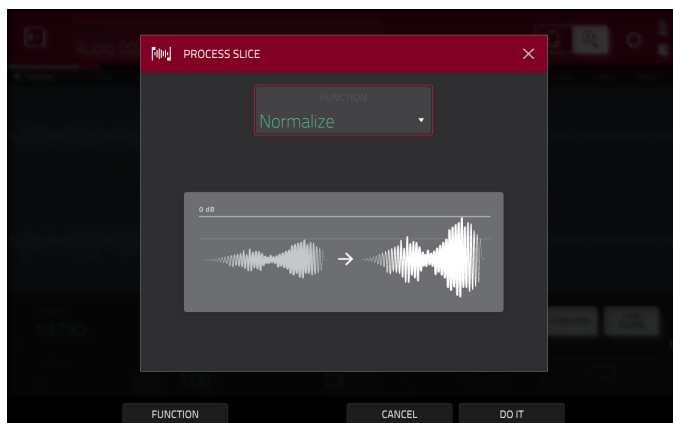 PROCESS SLICE
FUNCTION
Normalize
0 dB
FUNCTION
CANCEL
DO IT